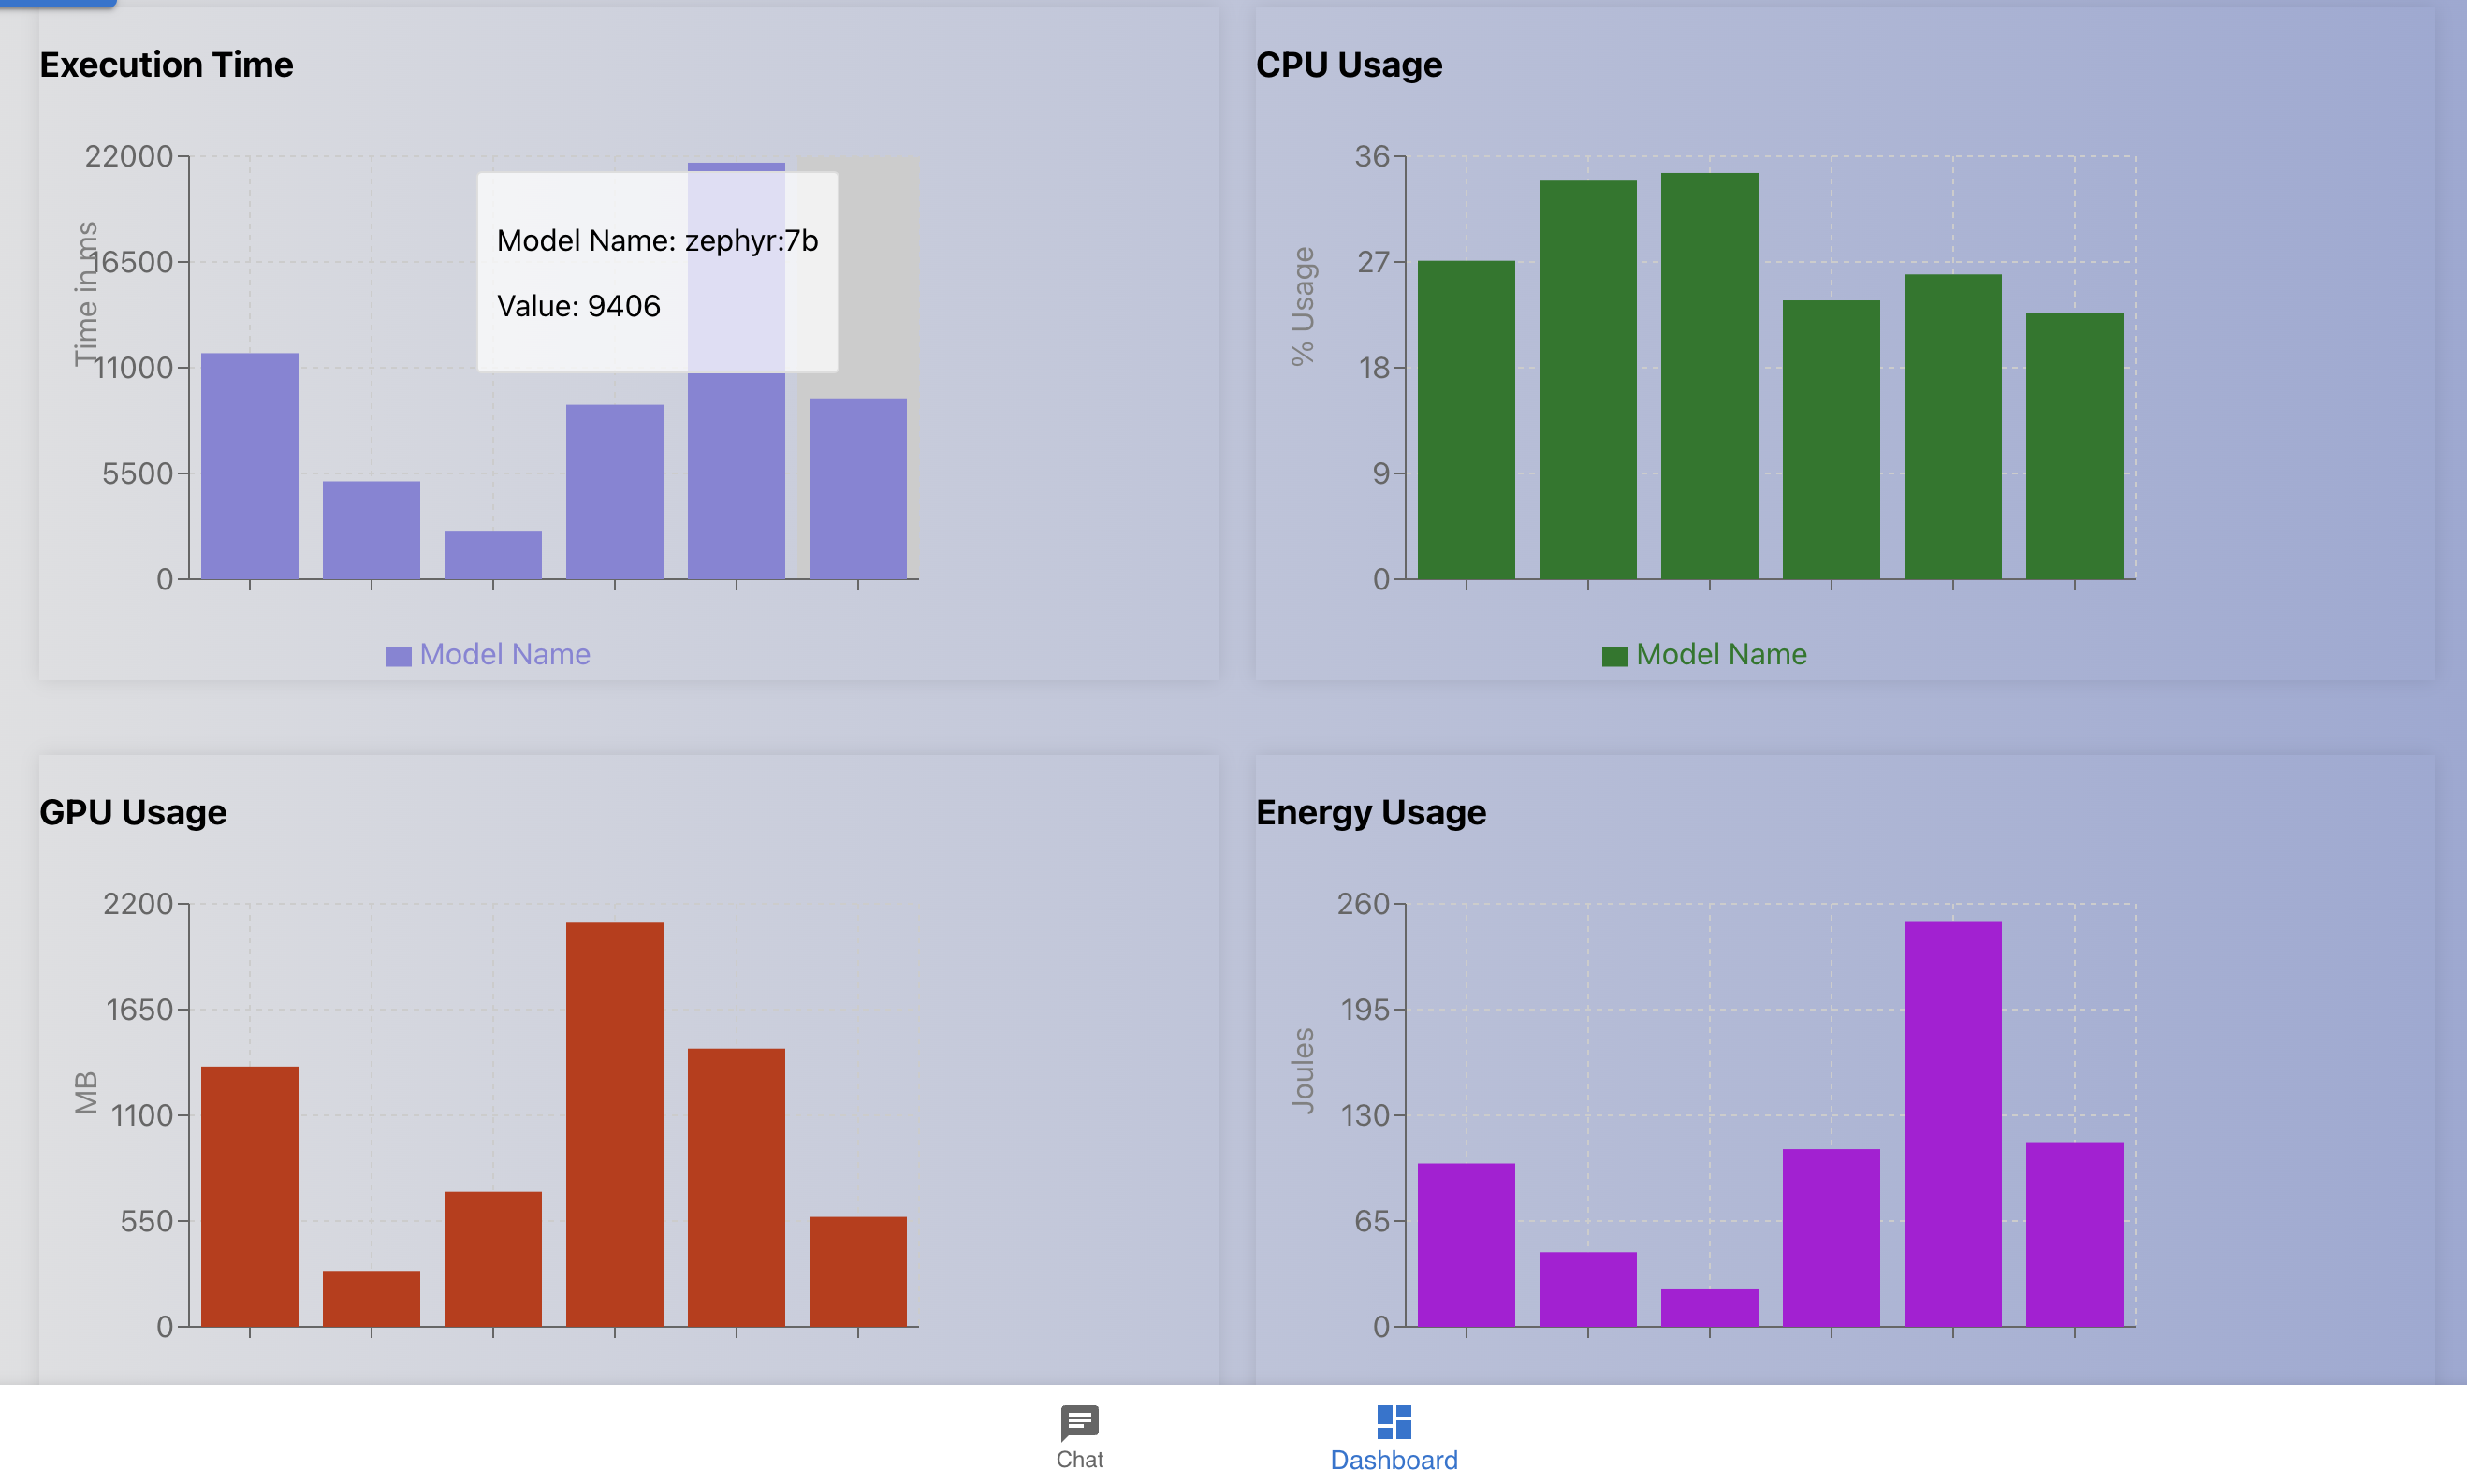 Execution Time
22000
16500
11000
5500
0
Time in ms
Model Name: zephyr:7b
Value: 9406
Model Name
CPU Usage
36
27
18
9
0
% Usage
Model Name
GPU Usage
2200
1650
1100
550
0
MB
Energy Usage
260
195
130
65
0
Joules
Chat
Dashboard